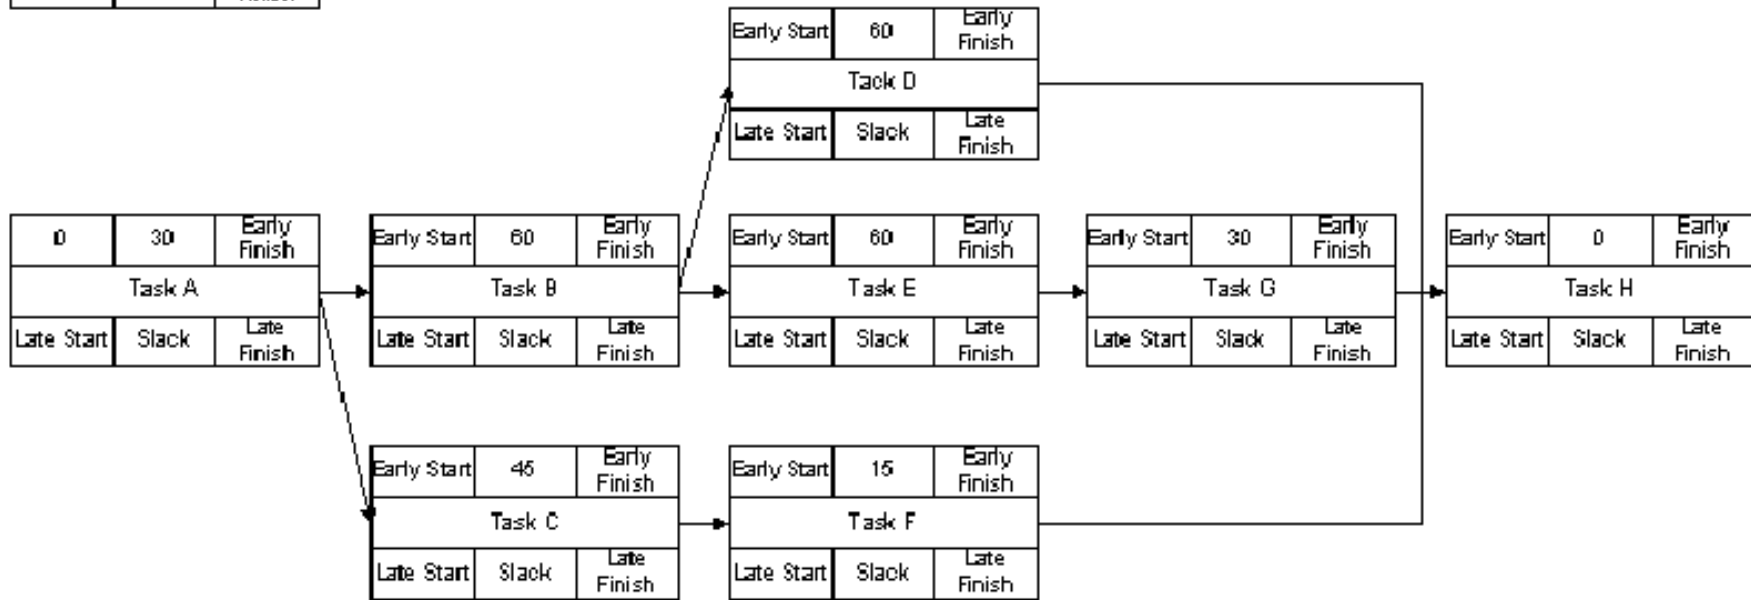 Early Start 60 Early Finish
Tack D
Late Start Slack Late Finish
0 30 Early Finish
Task A
Late Start Slack Late Finish
Early Start 60 Early Finish
Task B
Late Start Slack Late Finish
Early Start 60 Early Finish
Task E
Late Start Slack Late Finish
Early Start 30 Early Finish
Task G
Late Start Slack Late Finish
Early Start 0 Early Finish
Task H
Late Start Slack Late Finish
Early Start 45 Early Finish
Task C
Late Start Slack Late Finish
Early Start 15 Early Finish
Task F
Late Start Slack Late Finish